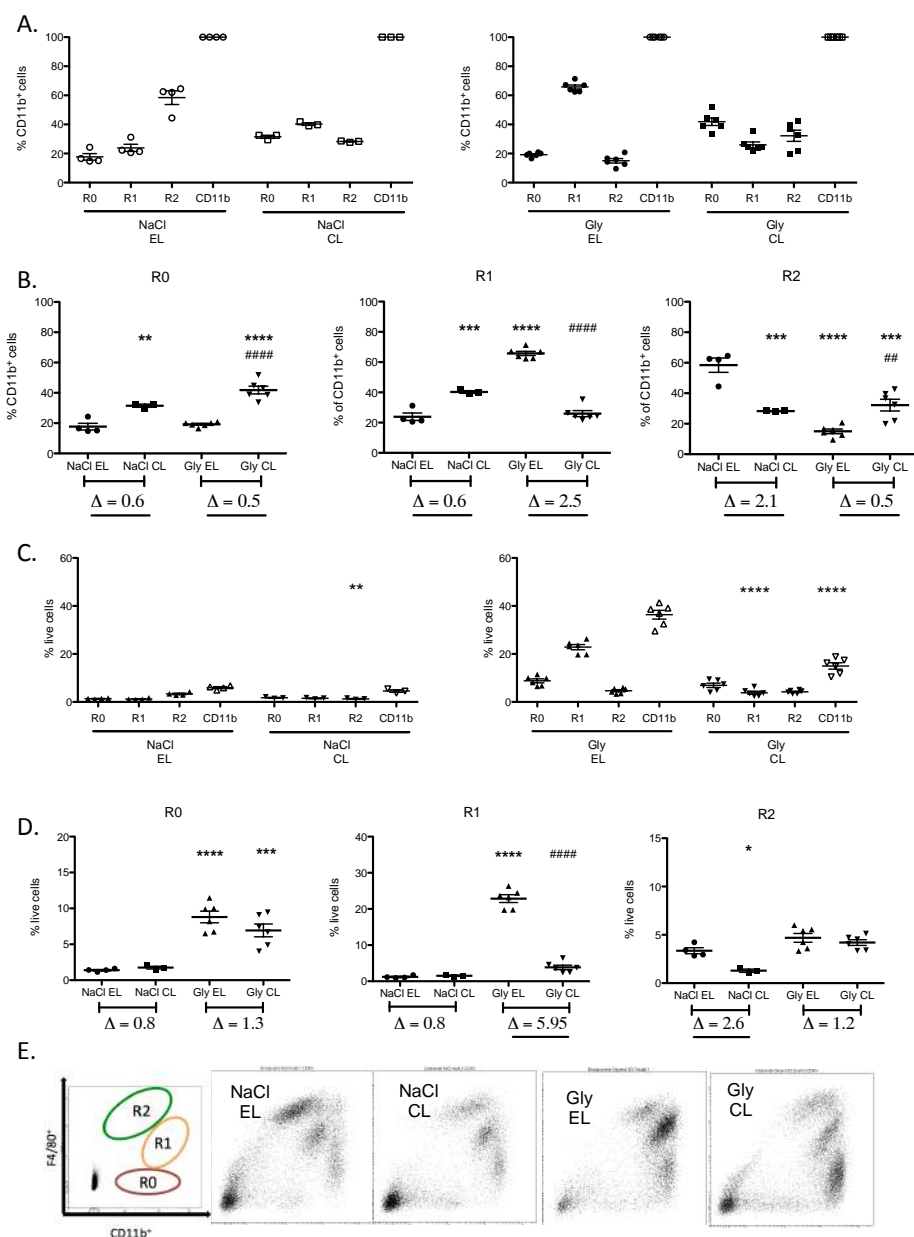 A.
% CD11b+ cells
100
80
60
40
20
0
R0 R1 R2 CD11b R0 R1 R2 CD11b
NaCl EL
NaCl CL
% CD11b+ cells
100
80
60
40
20
0
R0 R1 R2 CD11b R0 R1 R2 CD11b
Gly EL
Gly CL
B.
R0
% CD11b+ cells
100
80
60
40
20
0
**
****
####
NaCl EL NaCl CL Gly EL Gly CL
Δ = 0.6 Δ = 0.5
R1
% of CD11b+ cells
100
80
60
40
20
0
*** **** ####
NaCl EL NaCl CL Gly EL Gly CL
Δ = 0.6 Δ = 2.5
R2
% of CD11b+ cells
100
80
60
40
20
0
*** **** ***
##
NaCl EL NaCl CL Gly EL Gly CL
Δ = 2.1 Δ = 0.5
C.
% live cells
60
40
20
0
**
R0 R1 R2 CD11b R0 R1 R2 CD11b
NaCl EL
NaCl CL
% live cells
60
40
20
0
**** ****
R0 R1 R2 CD11b R0 R1 R2 CD11b
Gly EL
Gly CL
D.
R0
% live cells
20
15
10
5
0
**** ***
NaCl EL NaCl CL Gly EL Gly CL
Δ = 0.8 Δ = 1.3
R1
% live cells
40
30
20
10
0
**** ####
NaCl EL NaCl CL Gly EL Gly CL
Δ = 0.8 Δ = 5.95
R2
% live cells
15
10
5
0
*
NaCl EL NaCl CL Gly EL Gly CL
Δ = 2.6 Δ = 1.2
E.
F4/80+
R2
R1
R0
CD11b+
NaCl
EL
NaCl
CL
Gly
EL
Gly
CL